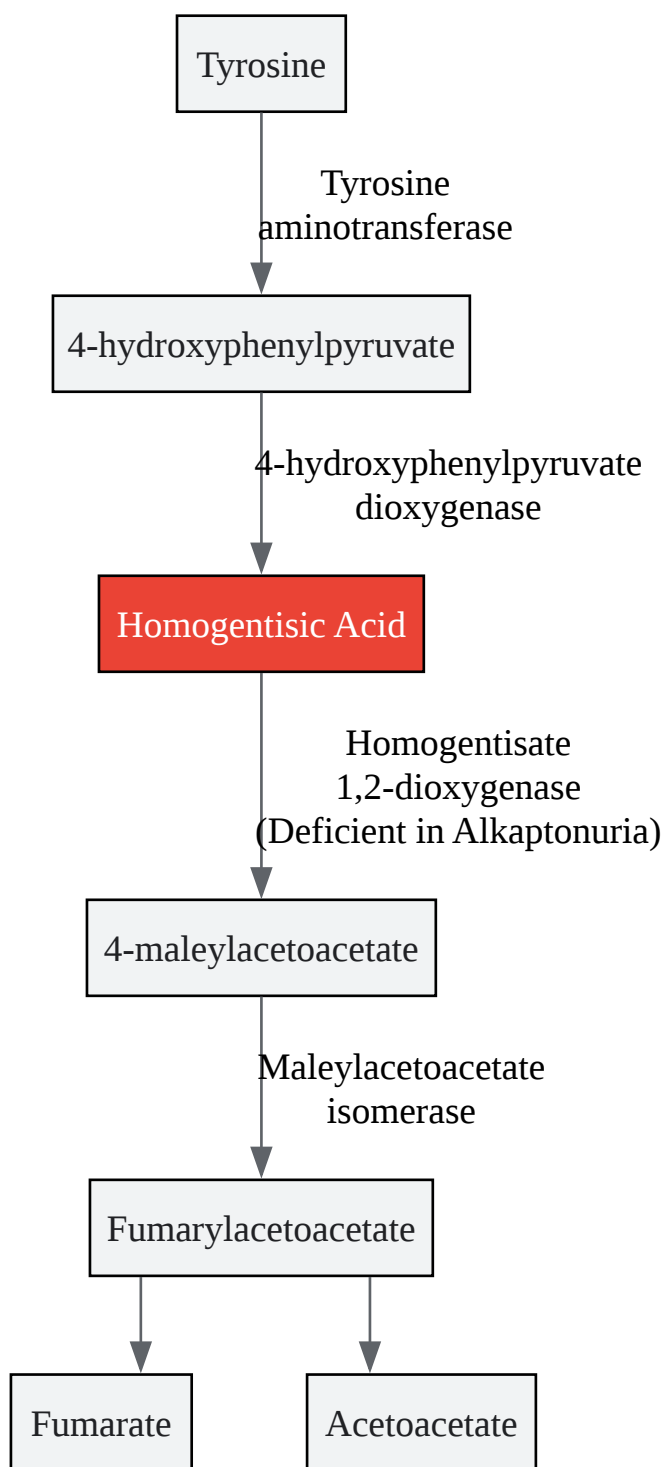 Tyrosine
Tyrosine
aminotransferase
4-hydroxyphenylpyruvate
4-hydroxyphenylpyruvate
dioxygenase
Homogentisic Acid
Homogentisate
1,2-dioxygenase
(Deficient in Alkaptonuria)
4-maleylacetoacetate
Maleylacetoacetate
isomerase
Fumarylacetoacetate
Fumarate
Acetoacetate